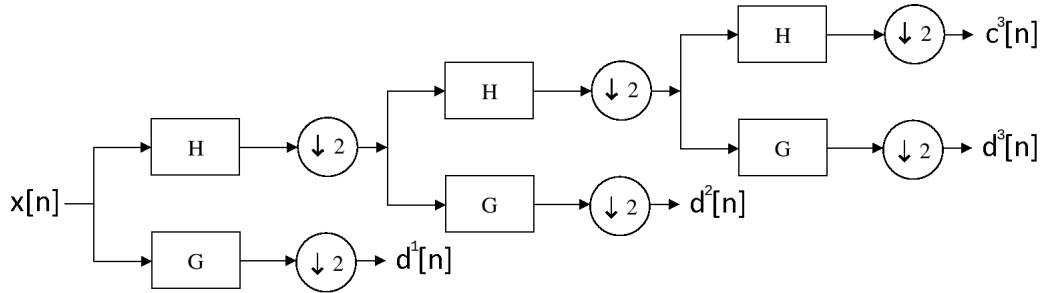 H ↓ 2 c³[n]
H ↓ 2
G ↓ 2 d³[n]
H ↓ 2
G ↓ 2 d²[n]
x[n]
G ↓ 2 d¹[n]